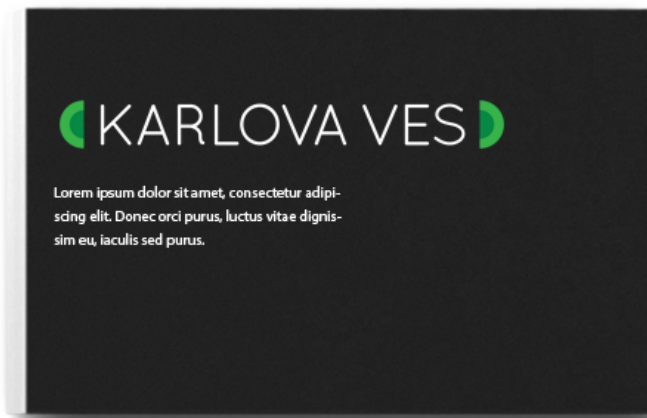 KARLOVA VES
Lorem ipsum dolor sit amet, consectetur adipi-
scing elit. Donec orci purus, luctus vitae dignis-
sim eu, iaculis sed purus.